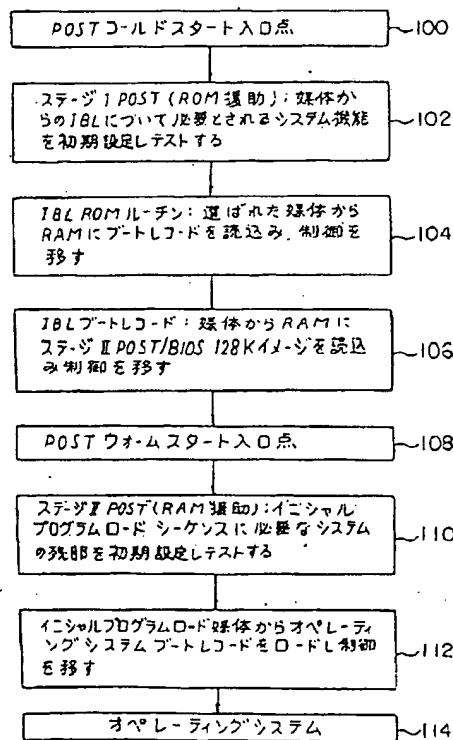 POSTコールドスタート入口点
100
ステージI POST(ROM援助):媒体か
らのIBLについて必要とされるシステム機能
を初期設定しテストする
102
IBL ROMルーチン:選ばれた媒体から
RAMにブートレコードを読込み、制御を
移す
104
IBLブートレコード:媒体からRAMに
ステージII POST/BIOS 128Kイメージを読込
み制御を移す
106
POSTウォームスタート入口点
108
ステージII POST(RAM援助):イニシャル
プログラムロードシーケンスに必要なシステム
の残部を初期設定しテストする
110
イニシャルプログラムロード媒体からオペレーティ
ングシステムブートレコードをロードし制御
を移す
112
オペレーティングシステム
114